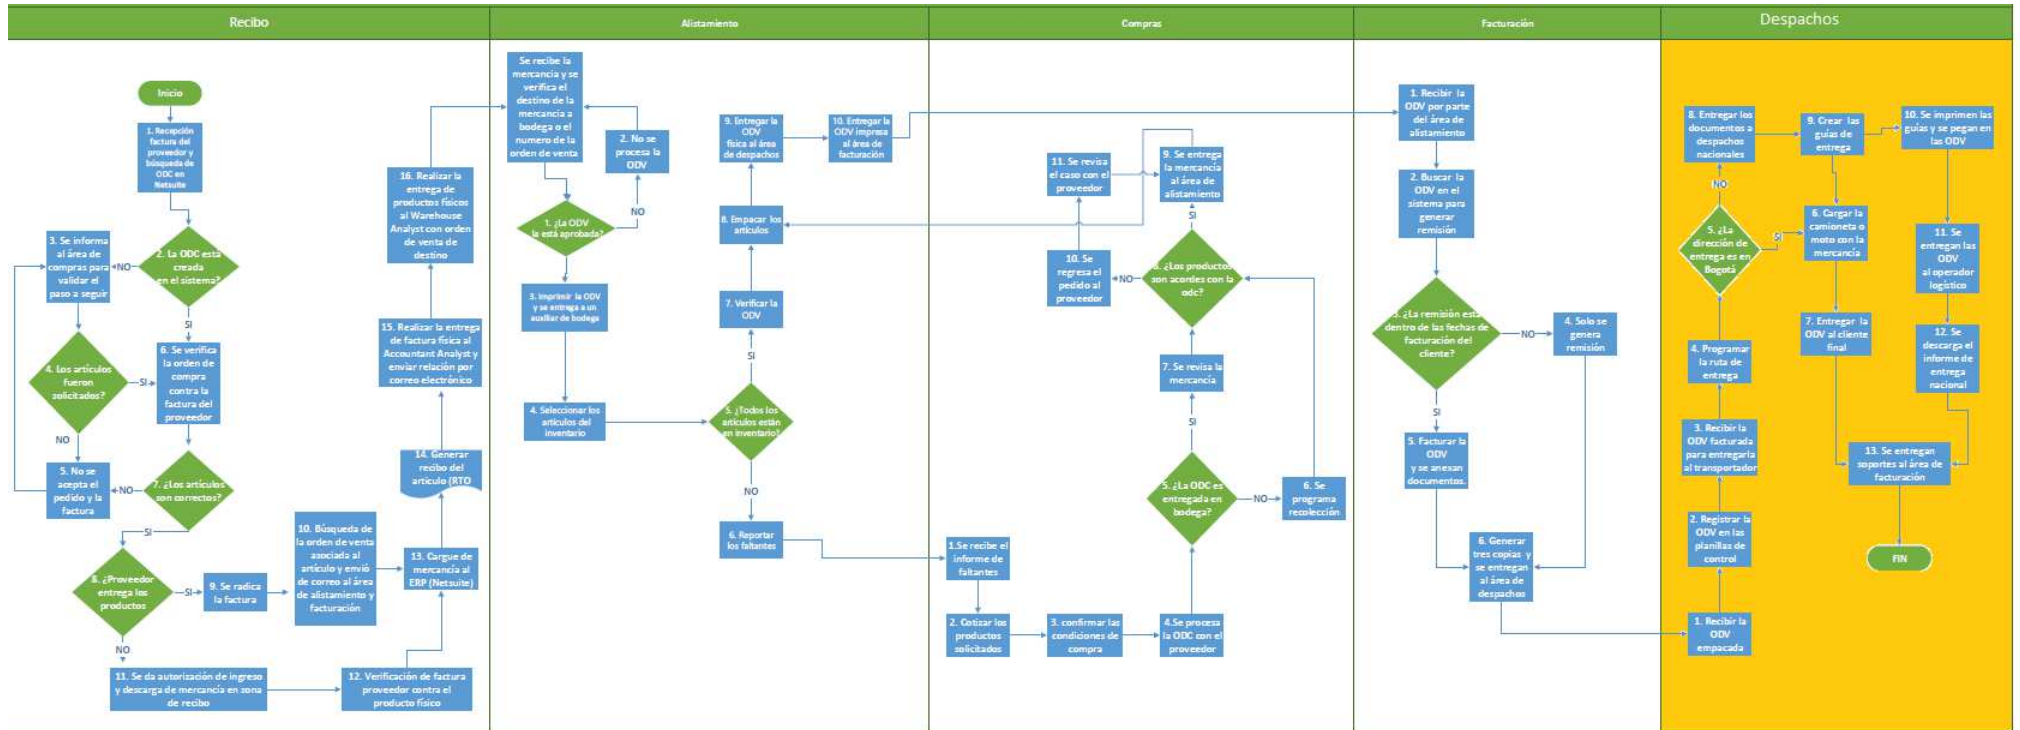 Recibo
Alistamiento
Compras
Facturación
Despachos
Inicio
1. Recepción
factura del
proveedor y
búsqueda de
ODC en
Netsuite
2. La ODC esta
creada
en el sistema?
NO
SI
3. Se informa
al área de
compras para
validar el
paso a seguir
4. Los artículos
fueron
solicitados?
SI
NO
5. No se
acepta el
pedido y la
factura
6. Se verifica
la orden de
compra
contra la
factura del
proveedor
7. ¿Los artículos
son correctos?
NO
SI
8. ¿Proveedor
entrega los
productos
SI
NO
9. Se radica
la factura
10. Búsqueda de
la orden de venta
asociada al
artículo y envió
de correo al área
de alistamiento y
facturación
11. Se da autorización de ingreso
y descarga de mercancía en zona
de recibo
12. Verificación de factura
proveedor contra el
producto físico
13. Cargue de
mercancía al
ERP (Netsuite)
14. Generar
recibo del
artículo (RTO
15. Realizar la entrega
de factura física al
Accountant Analyst y
enviar relación por
correo electrónico
16. Realizar la
entrega de
productos físicos
al Warehouse
Analyst con orden
de venta de
destino
Se recibe la
mercancia y se
verifica el
destino de la
mercancia a
bodega o el
numero de la
orden de venta
1. ¿La ODV
la está aprobada?
NO
2. No se
procesa la
ODV
3. Imprimir la ODV
y se entrega a un
auxiliar de bodega
4. Seleccionar los
artículos del
inventario
5. ¿Todos los
artículos están
en inventario?
SI
NO
6. Reportar
los faltantes
7. Verificar la
ODV
8. Empacar los
artículos
9. Entregar la
ODV
física al área
de despachos
10. Entregar la
ODV impresa
al área de
facturación
1.Se recibe el
informe de
faltantes
2. Cotizar los
productos
solicitados
3. confirmar las
condiciones de
compra
4.Se procesa
la ODC con el
proveedor
5. ¿La ODC es
entregada en
bodega?
NO
SI
6. Se
programa
recolección
7. Se revisa la
mercancía
SI
¿Los productos
son acordes con la
odc?
NO
SI
9. Se entrega
la mercancía
al área de
alistamiento
10. Se
regresa el
pedido al
proveedor
11. Se revisa
el caso con el
proveedor
1. Recibir la
ODV por parte
del área de
alistamiento
2. Buscar la
ODV en el
sistema para
generar
remisión
3. ¿La remisión esta
dentro de las fechas de
facturación del
cliente?
NO
SI
4. Solo se
genera
remisión
5. Facturar la
ODV
y se anexan
documentos.
6. Generar
tres copias y
se entregan
al área de
despachos
1. Recibir la
ODV
empacada
2. Registrar la
ODV en las
planillas de
control
3. Recibir la
ODV facturada
para entregarla
al transportador
4. Programar
la ruta de
entrega
5. ¿La
dirección de
entrega es en
Bogotá
NO
SI
6. Cargar la
camioneta o
moto con la
mercancía
7. Entregar la
ODV al cliente
final
8. Entregar los
documentos a
despachos
nacionales
9. Crear las
guías de
entrega
10. Se imprimen las
guías y se pegan en
las ODV
11. Se
entregan las
ODV
al operador
logístico
12. Se
descarga el
informe de
entrega
nacional
13. Se entregan
soportes al área de
facturación
FIN